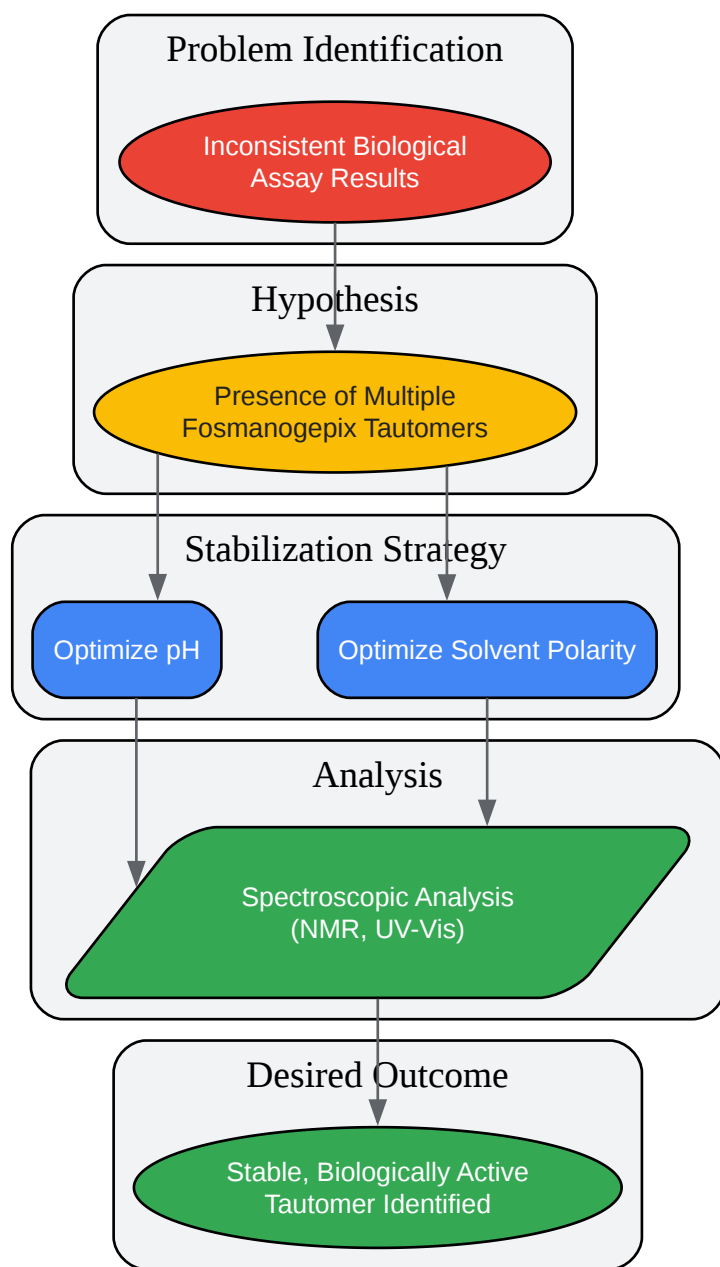 Problem Identification
Inconsistent Biological
Assay Results
Hypothesis
Presence of Multiple
Fosmanogepix Tautomers
Stabilization Strategy
Optimize pH
Optimize Solvent Polarity
Analysis
Spectroscopic Analysis
(NMR, UV-Vis)
Desired Outcome
Stable, Biologically Active
Tautomer Identified